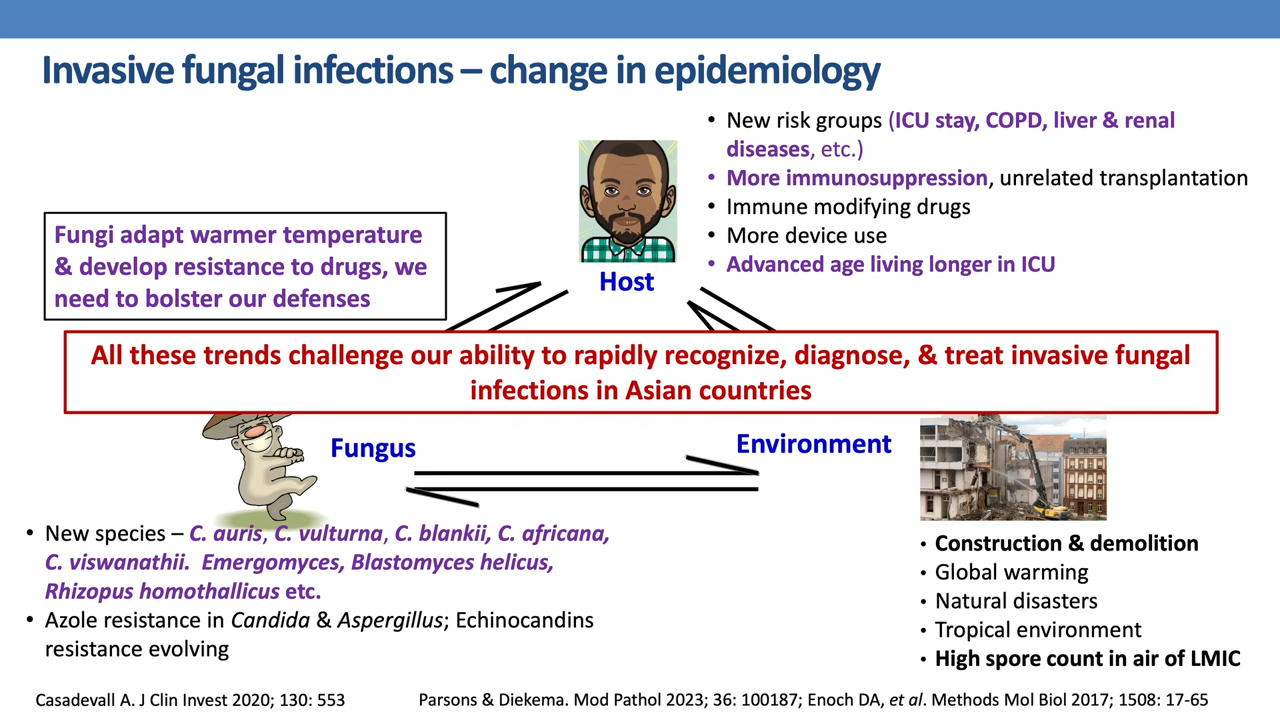 Invasive fungal infections – change in epidemiology
• New risk groups (ICU stay, COPD, liver & renal
diseases, etc.)
• More immunosuppression, unrelated transplantation
• Immune modifying drugs
• More device use
• Advanced age living longer in ICU
Fungi adapt warmer temperature
& develop resistance to drugs, we
need to bolster our defenses
Host
All these trends challenge our ability to rapidly recognize, diagnose, & treat invasive fungal
infections in Asian countries
Fungus
Environment
• New species – C. auris, C. vulturna, C. blankii, C. africana,
C. viswanathii. Emergomyces, Blastomyces helicus,
Rhizopus homothallicus etc.
• Azole resistance in Candida & Aspergillus; Echinocandins
resistance evolving
• Construction & demolition
• Global warming
• Natural disasters
• Tropical environment
• High spore count in air of LMIC
Casadevall A. J Clin Invest 2020; 130: 553
Parsons & Diekema. Mod Pathol 2023; 36: 100187; Enoch DA, et al. Methods Mol Biol 2017; 1508: 17-65